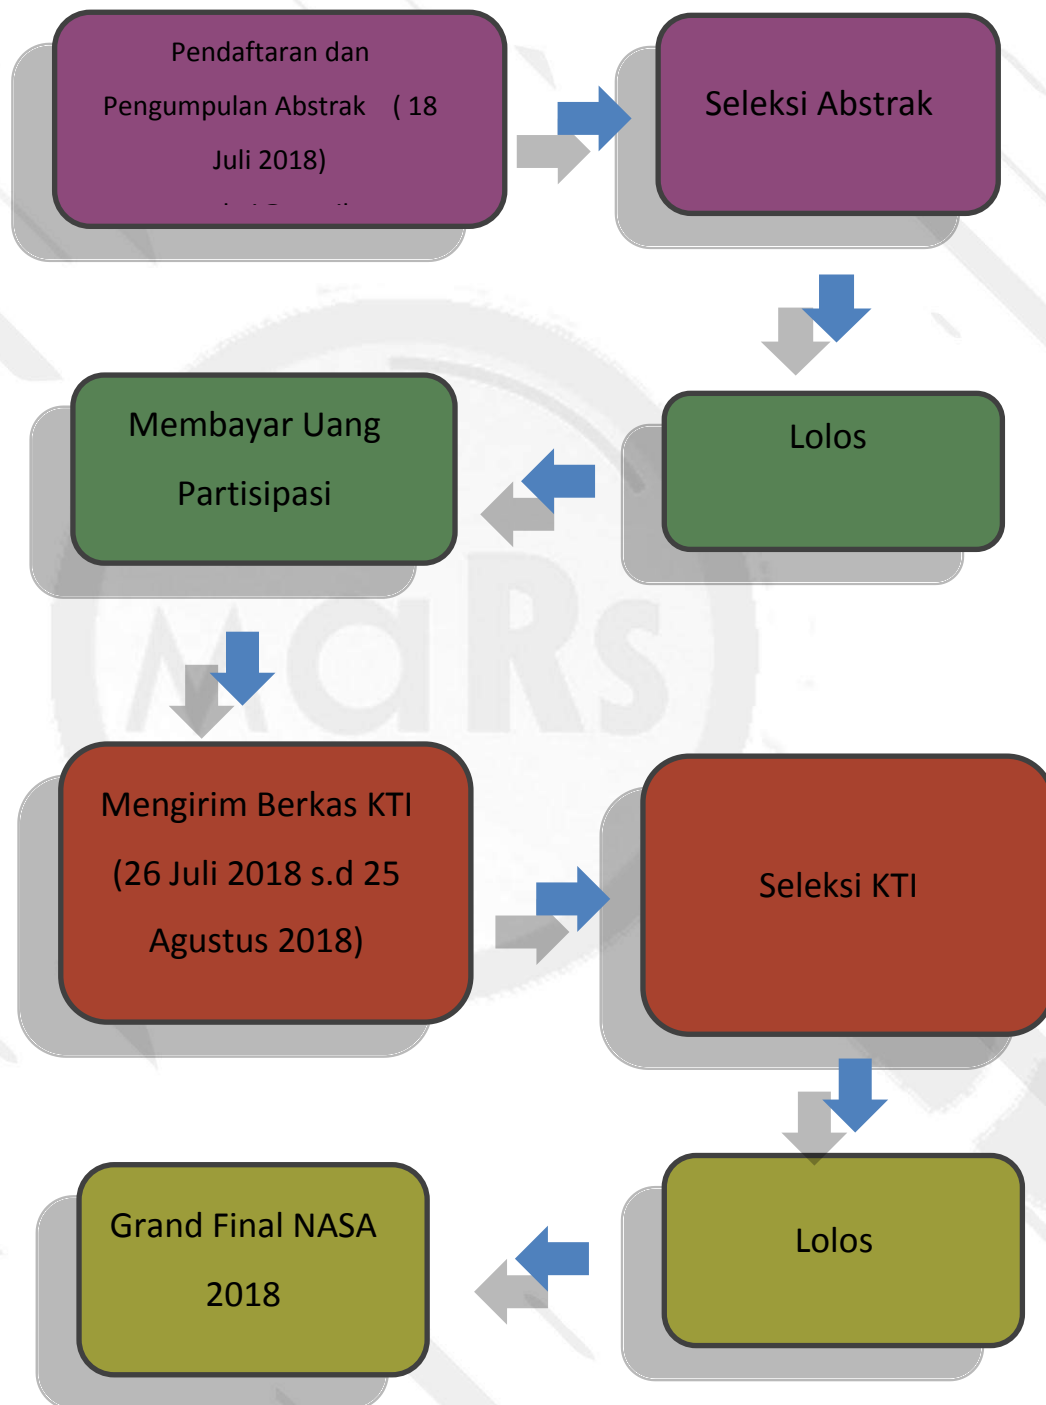 Pendaftaran dan
Pengumpulan Abstrak ( 18
Juli 2018)
Seleksi Abstrak
Lolos
Membayar Uang
Partisipasi
Mengirim Berkas KTI
(26 Juli 2018 s.d 25
Agustus 2018)
Seleksi KTI
Lolos
Grand Final NASA
2018
MaRs